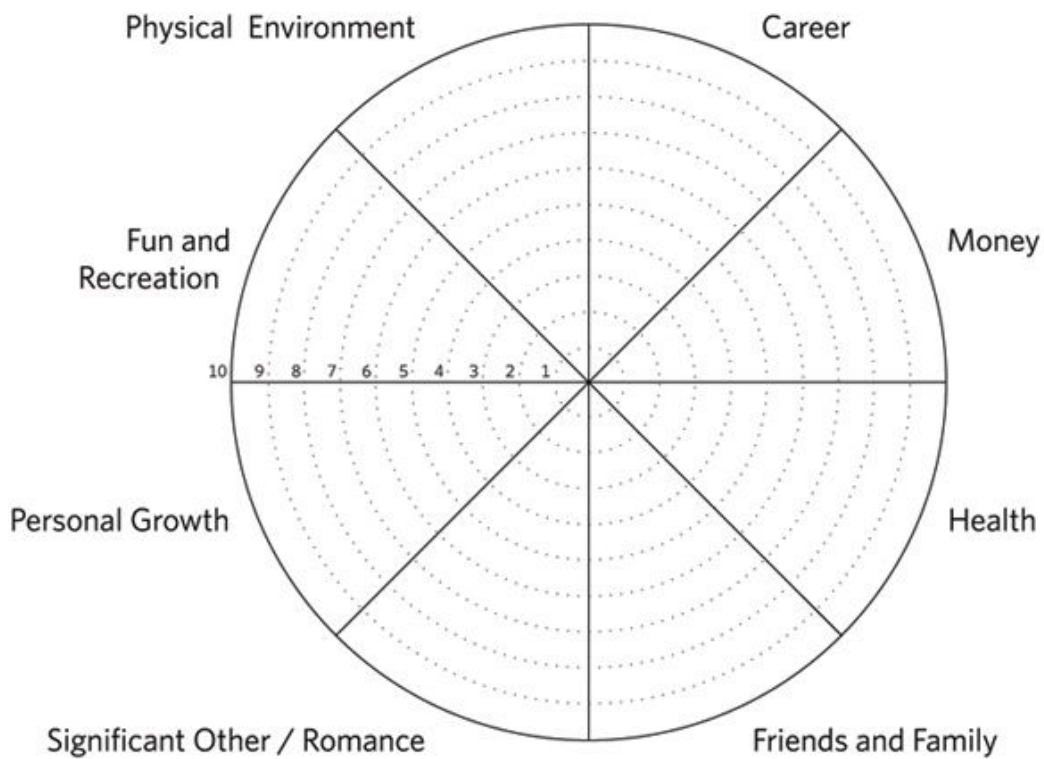 Physical Environment
Career
Fun and
Recreation
Money
10 9 8 7 6 5 4 3 2 1
Personal Growth
Health
Significant Other / Romance
Friends and Family